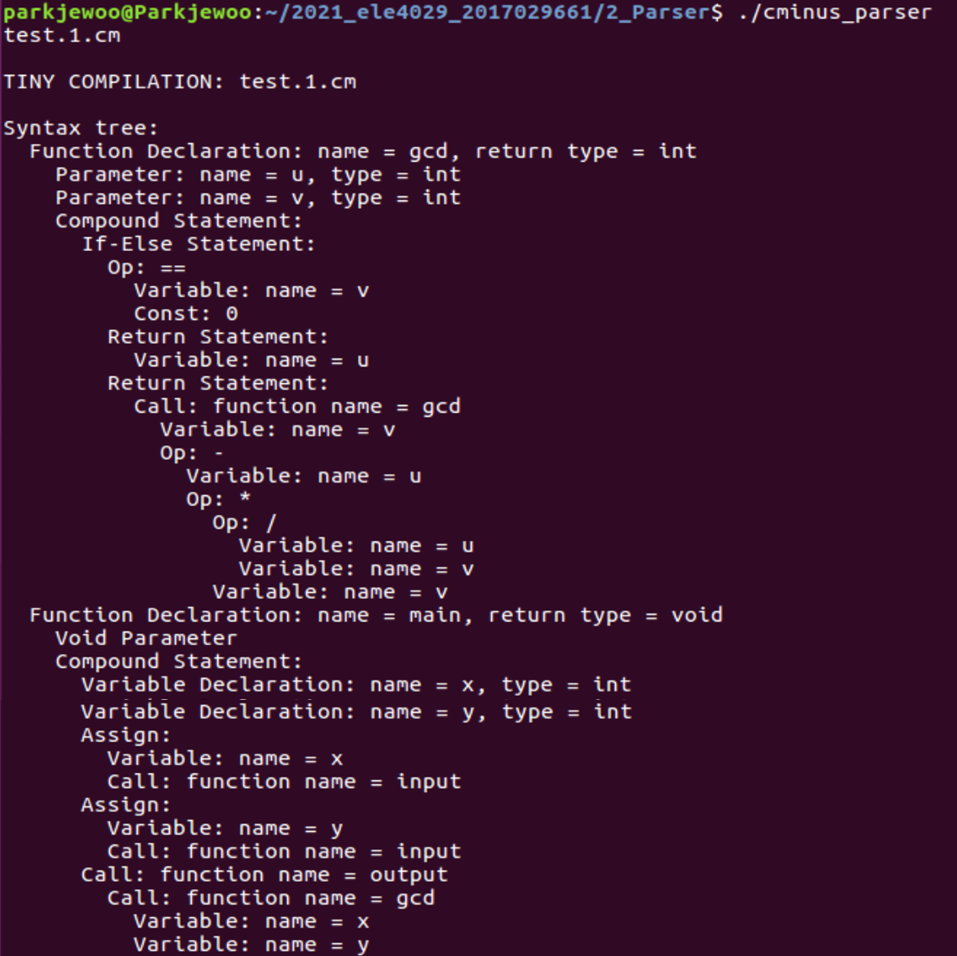 parkjewoo@Parkjewoo:~/2021_ele4029_2017029661/2_Parser$ ./cminus_parser
test.1.cm
TINY COMPILATION: test.1.cm
Syntax tree:
  Function Declaration: name = gcd, return type = int
    Parameter: name = u, type = int
    Parameter: name = v, type = int
    Compound Statement:
      If-Else Statement:
        Op: ==
          Variable: name = v
          Const: 0
        Return Statement:
          Variable: name = u
        Return Statement:
          Call: function name = gcd
            Variable: name = v
            Op: -
              Variable: name = u
              Op: *
                Op: /
                  Variable: name = u
                  Variable: name = v
                Variable: name = v
  Function Declaration: name = main, return type = void
    Void Parameter
    Compound Statement:
      Variable Declaration: name = x, type = int
      Variable Declaration: name = y, type = int
      Assign:
        Variable: name = x
        Call: function name = input
      Assign:
        Variable: name = y
        Call: function name = input
      Call: function name = output
        Call: function name = gcd
          Variable: name = x
          Variable: name = y